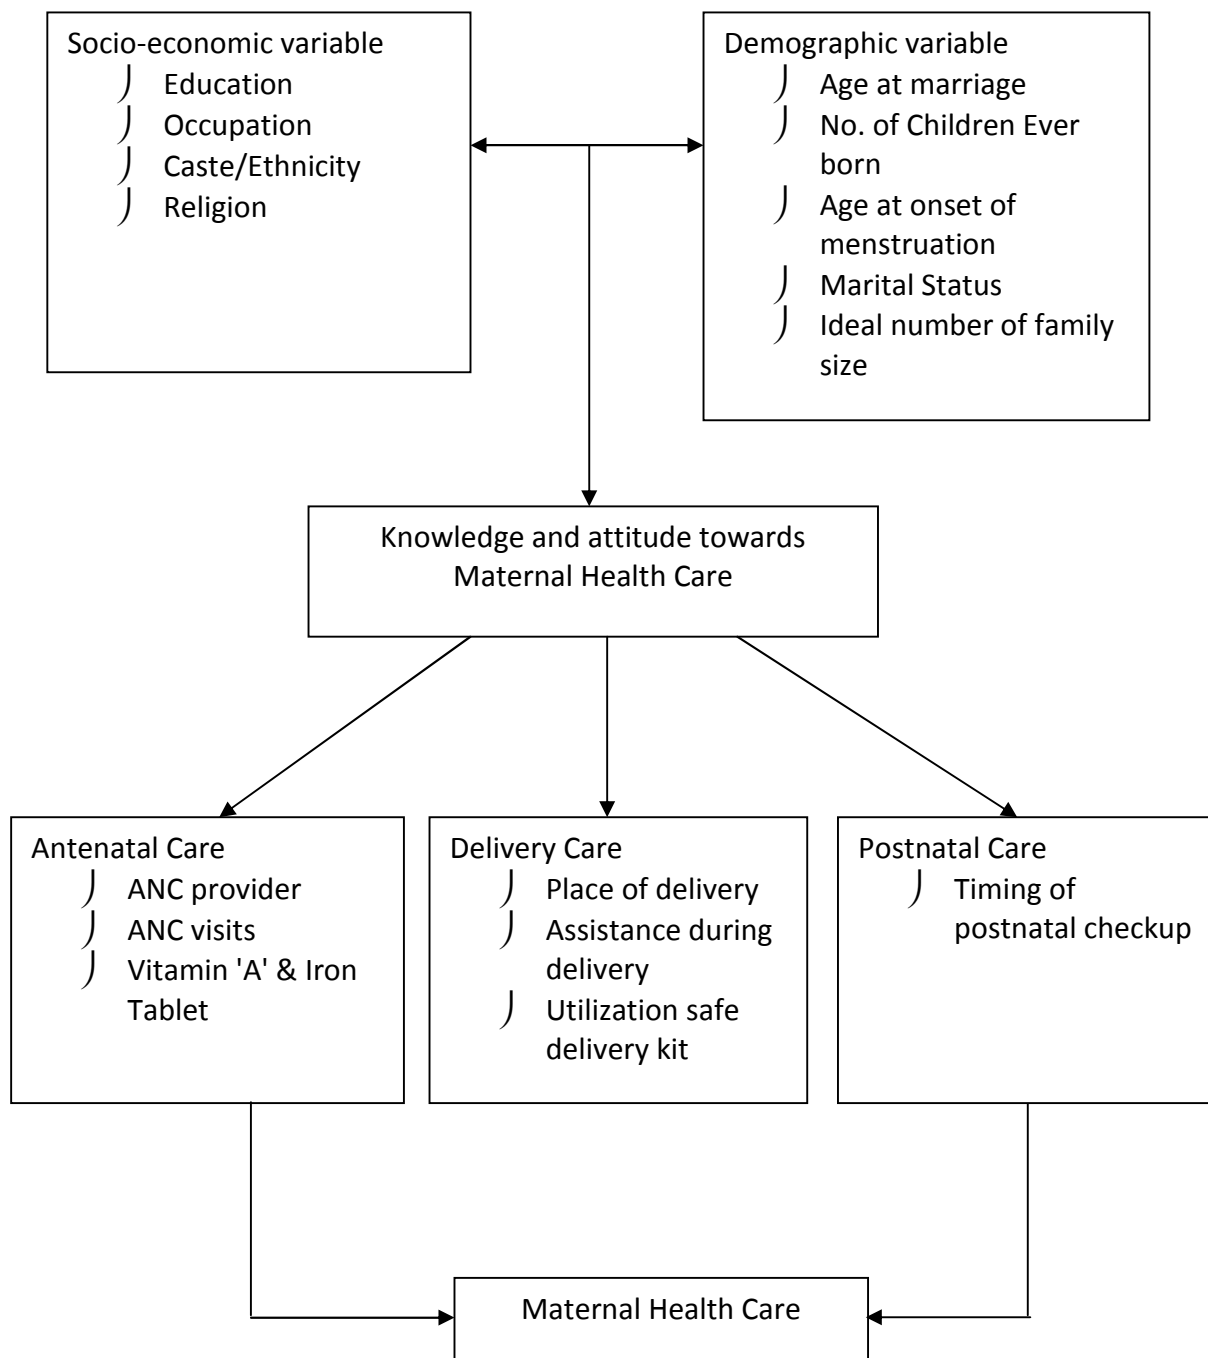 Socio-economic variable
⌡ Education
⌡ Occupation
⌡ Caste/Ethnicity
⌡ Religion
Demographic variable
⌡ Age at marriage
⌡ No. of Children Ever
born
⌡ Age at onset of
menstruation
⌡ Marital Status
⌡ Ideal number of family
size
Knowledge and attitude towards
Maternal Health Care
Antenatal Care
⌡ ANC provider
⌡ ANC visits
⌡ Vitamin 'A' & Iron
Tablet
Delivery Care
⌡ Place of delivery
⌡ Assistance during
delivery
⌡ Utilization safe
delivery kit
Postnatal Care
⌡ Timing of
postnatal checkup
Maternal Health Care